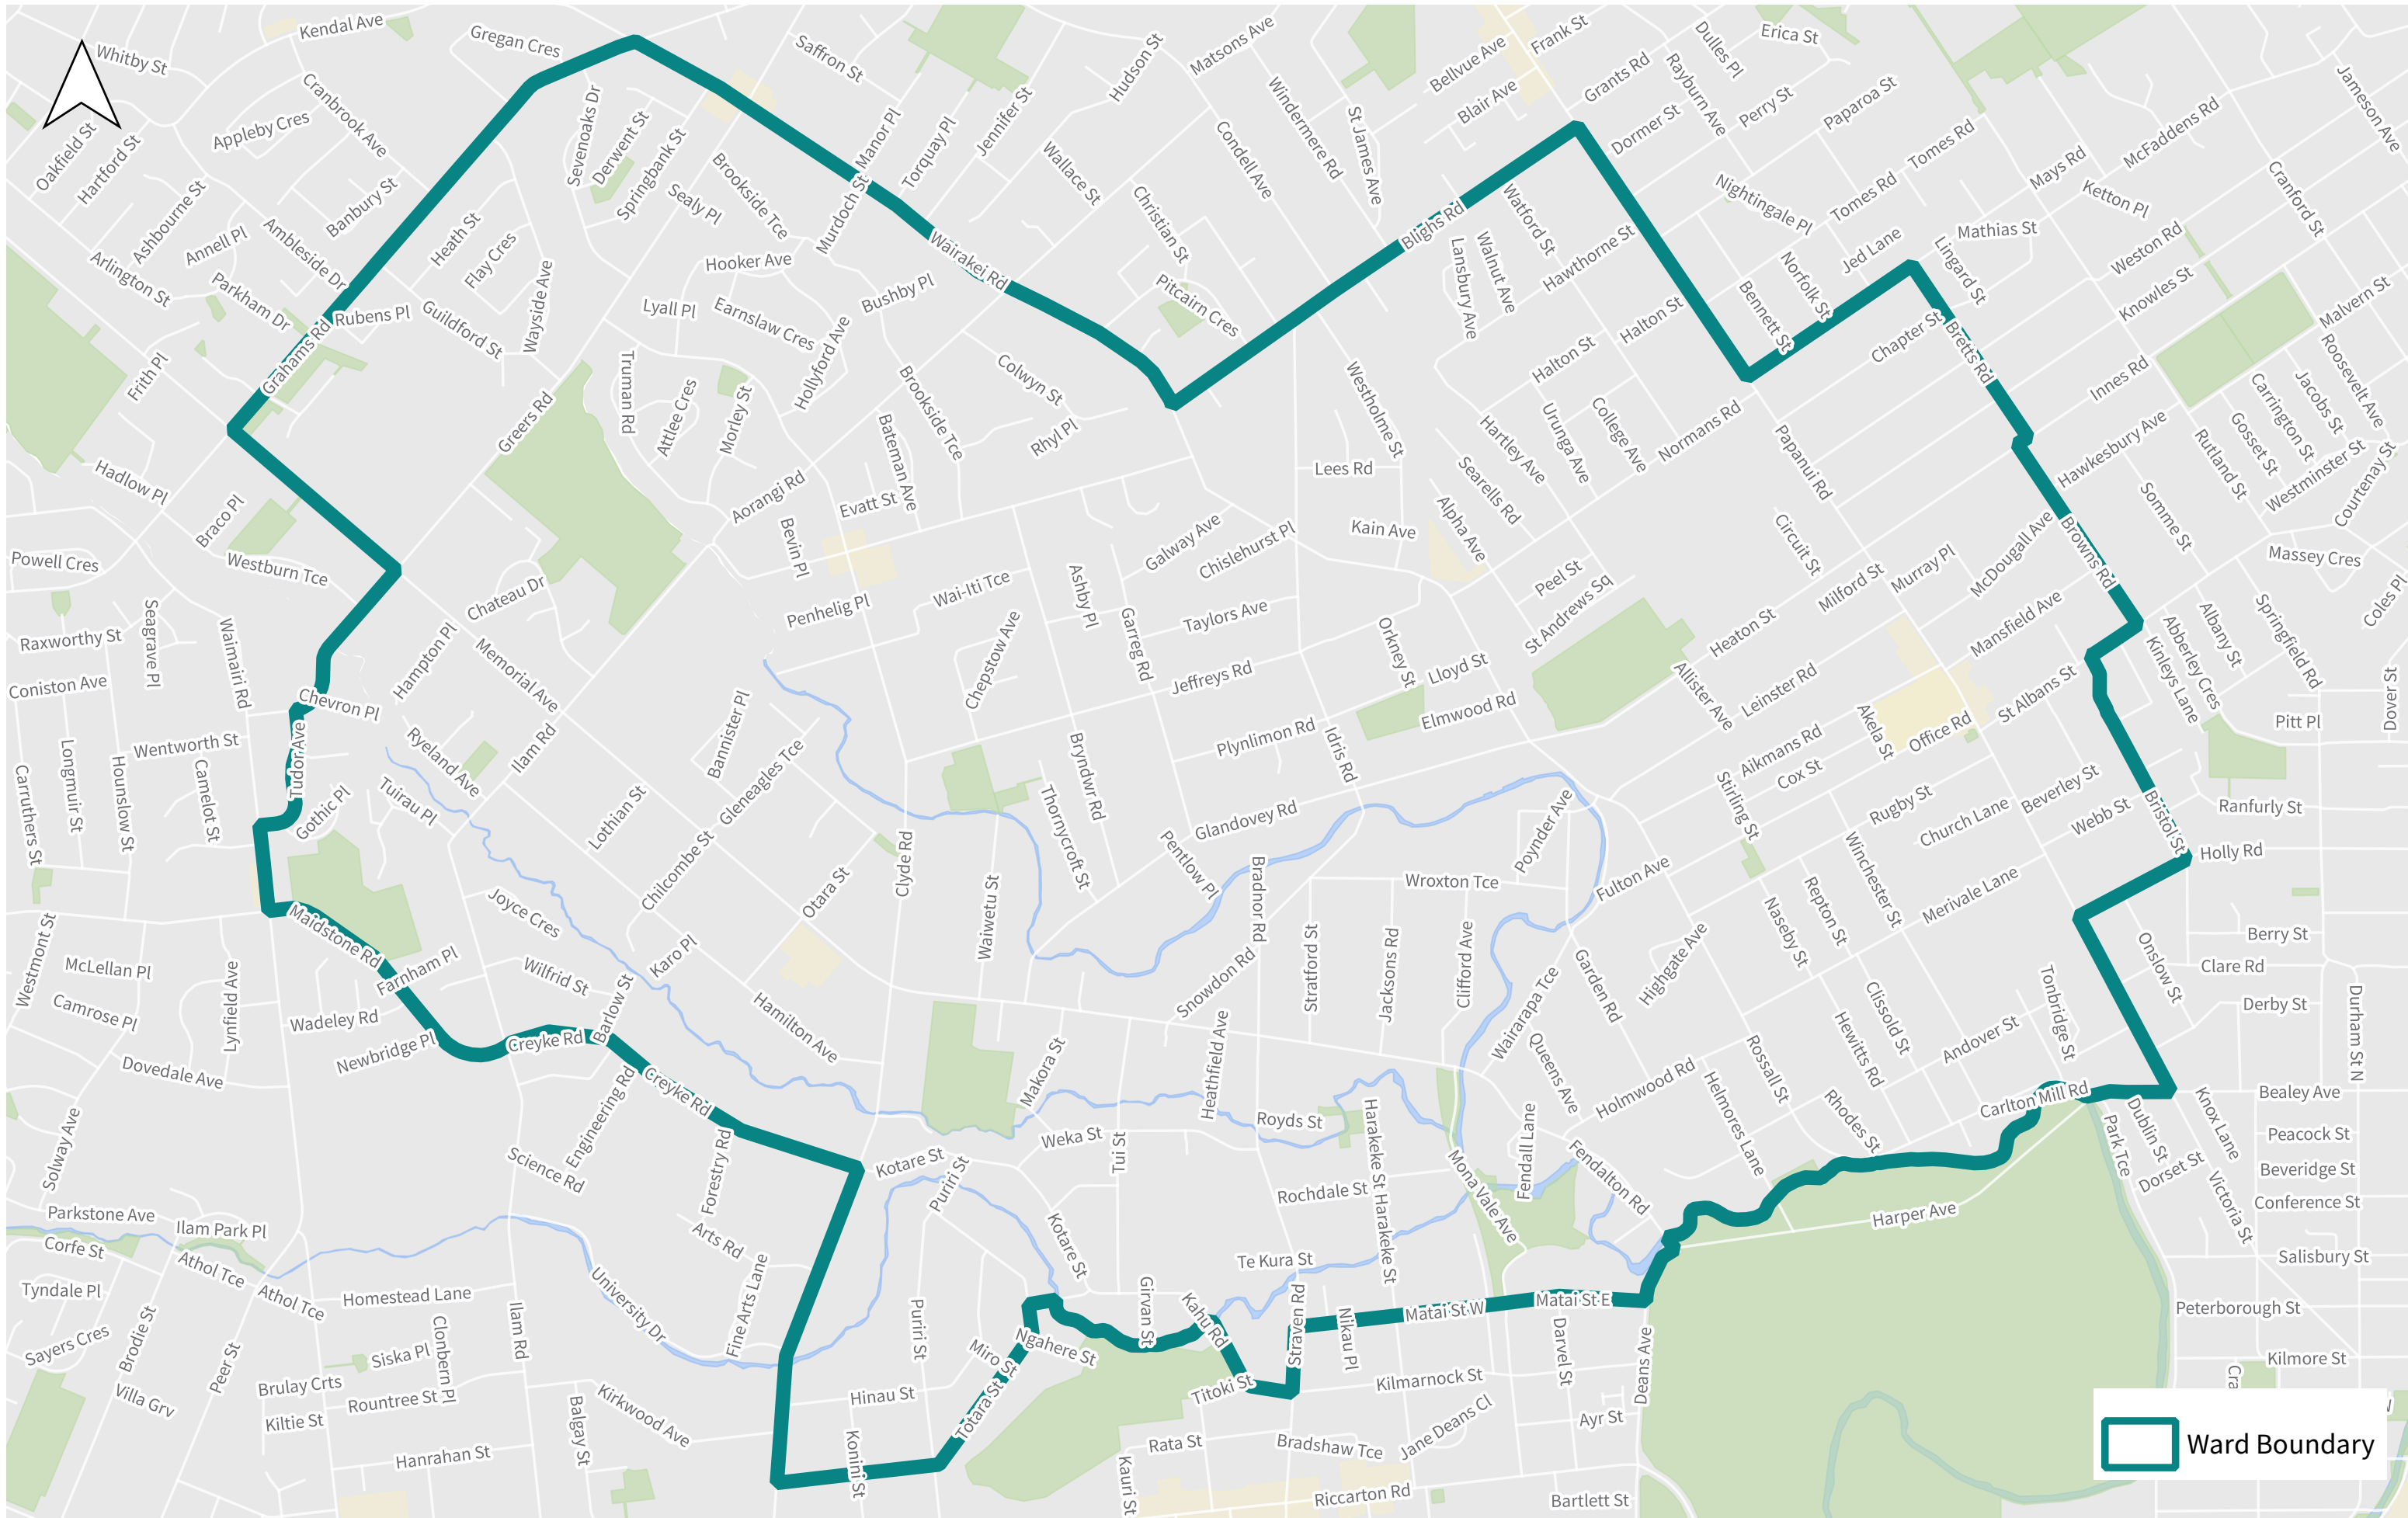 Kendal Ave
Whitby St
Gregan Cres
Saffron St
Hudson St
Matsons Ave
Bellvue Ave
Frank St
Dulles Pl
Erica St
Jameson Ave
Cranbrook Ave
Appleby Cres
Oakfield St
Hartford St
Sevenoaks Dr
Derwent St
Springbank St
Sealy Pl
Brookside Tce
Murdoch St
Manor Pl
Torquay Pl
Jennifer St
Wallace St
Condell Ave
Windermere Rd
St James Ave
Blair Ave
Grants Rd
Rayburn Ave
Dormer St
Perry St
Paparoa St
Tomes Rd
McFaddens Rd
Mays Rd
Cranford St
Ashbourne St
Annell Pl
Ambleside Dr
Banbury St
Arlington St
Parkham Dr
Heath St
Flay Cres
Wayside Ave
Hooker Ave
Wairakei Rd
Christian St
Pitcairn Cres
Blighs Rd
Watford St
Walnut Ave
Lansbury Ave
Hawthorne St
Nightingale Pl
Tomes Rd
Ketton Pl
Jed Lane
Mathias St
Lingard St
Norfolk St
Bennett St
Weston Rd
Knowles St
Malvern St
Grahams Rd
Rubens Pl
Guildford St
Lyall Pl
Earnslaw Cres
Bushby Pl
Hollyford Ave
Halton St
Halton St
Chapter St
Bretts Rd
Innes Rd
Roosevelt Ave
Frith Pl
Truman Rd
Attlee Cres
Morley St
Greers Rd
Colwyn St
Brookside Tce
Bateman Ave
Rhyl Pl
Westholme St
Lees Rd
Hartley Ave
Urunga Ave
College Ave
Normans Rd
Papanui Rd
Hawkesbury Ave
Carrington St
Jacobs St
Gosset St
Rutland St
Westminster St
Courtenay St
Hadlow Pl
Braco Pl
Aorangi Rd
Evatt St
Bevin Pl
Searells Rd
Alpha Ave
Kain Ave
Galway Ave
Chislehurst Pl
Circuit St
Somme St
Massey Cres
Browns Rd
McDougall Ave
Murray Pl
Milford St
Powell Cres
Westburn Tce
Chateau Dr
Penhelig Pl
Wai-Iti Tce
Ashby Pl
Garreg Rd
Taylors Ave
Peel St
St Andrews Sq
Heaton St
Mansfield Ave
Abberley Cres
Albany St
Springfield Rd
Coles Pl
Raxworthy St
Seagrave Pl
Waimairi Rd
Hampton Pl
Memorial Ave
Chepstow Ave
Jeffreys Rd
Orkney St
Lloyd St
Allister Ave
Leinster Rd
Kinleys Lane
St Albans St
Dover St
Coniston Ave
Chevron Pl
Bannister Pl
Elmwood Rd
Plynlimon Rd
Idris Rd
Aikmans Rd
Akela St
Office Rd
Pitt Pl
Longmuir St
Hounslow St
Wentworth St
Camelot St
Tudor Ave
Ryeland Ave
Ilam Rd
Gleneagles Tce
Bryndwr Rd
Cox St
Carruthers St
Gothic Pl
Tuirau Pl
Lothian St
Thornycroft St
Glandovey Rd
Poynder Ave
Stirling St
Rugby St
Church Lane
Beverley St
Webb St
Bristol St
Ranfurly St
Chilcombe St
Clyde Rd
Otara St
Pentlow Pl
Wroxton Tce
Fulton Ave
Winchester St
Merivale Lane
Holly Rd
Westmont St
Maidstone Rd
Joyce Cres
Waiwetu St
Bradnor Rd
Stratford St
Jacksons Rd
Clifford Ave
Highgate Ave
Naseby St
Repton St
Berry St
McLellan Pl
Lynfield Ave
Farnham Pl
Wilfrid St
Karo Pl
Snowdon Rd
Wairarapa Tce
Garden Rd
Onslow St
Clare Rd
Camrose Pl
Wadeley Rd
Barlow St
Hamilton Ave
Heathfield Ave
Clissold St
Tonbridge St
Derby St
Durham St N
Newbridge Pl
Creyke Rd
Creyke Rd
Makora St
Queens Ave
Holmwood Rd
Rossall St
Hewitts Rd
Andover St
Dovedale Ave
Engineering Rd
Weka St
Tui St
Royds St
Harakeke St
Harakeke St
Helmores Lane
Rhodes St
Carlton Mill Rd
Bealey Ave
Knox Lane
Dublin St
Park Tce
Peacock St
Solway Ave
Science Rd
Forestry Rd
Kotare St
Puriri St
Mona Vale Ave
Fendall Lane
Fendalton Rd
Dorset St
Beveridge St
Conference St
Victoria St
Parkstone Ave
Ilam Park Pl
Arts Rd
Rochdale St
Harper Ave
Corfe St
Athol Tce
Athol Tce
Kotare St
Te Kura St
Salisbury St
Tyndale Pl
Homestead Lane
University Dr
Fine Arts Lane
Puriri St
Girvan St
Kahu Rd
Straven Rd
Nikau Pl
Matai St W
Matai St E
Peterborough St
Sayers Cres
Brodie St
Peer St
Siska Pl
Clonbern Pl
Ilam Rd
Miro St
Ngahere St
Darvel St
Deans Ave
Kilmore St
Villa Grv
Brulay Crts
Rountree St
Kiltie St
Balgay St
Kirkwood Ave
Hinau St
Totara St
Titoki St
Kilmarnock St
Ayr St
Cra
Hanrahan St
Konini St
Rata St
Kauri St
Bradshaw Tce
Jane Deans Cl
Riccarton Rd
Bartlett St
Ward Boundary